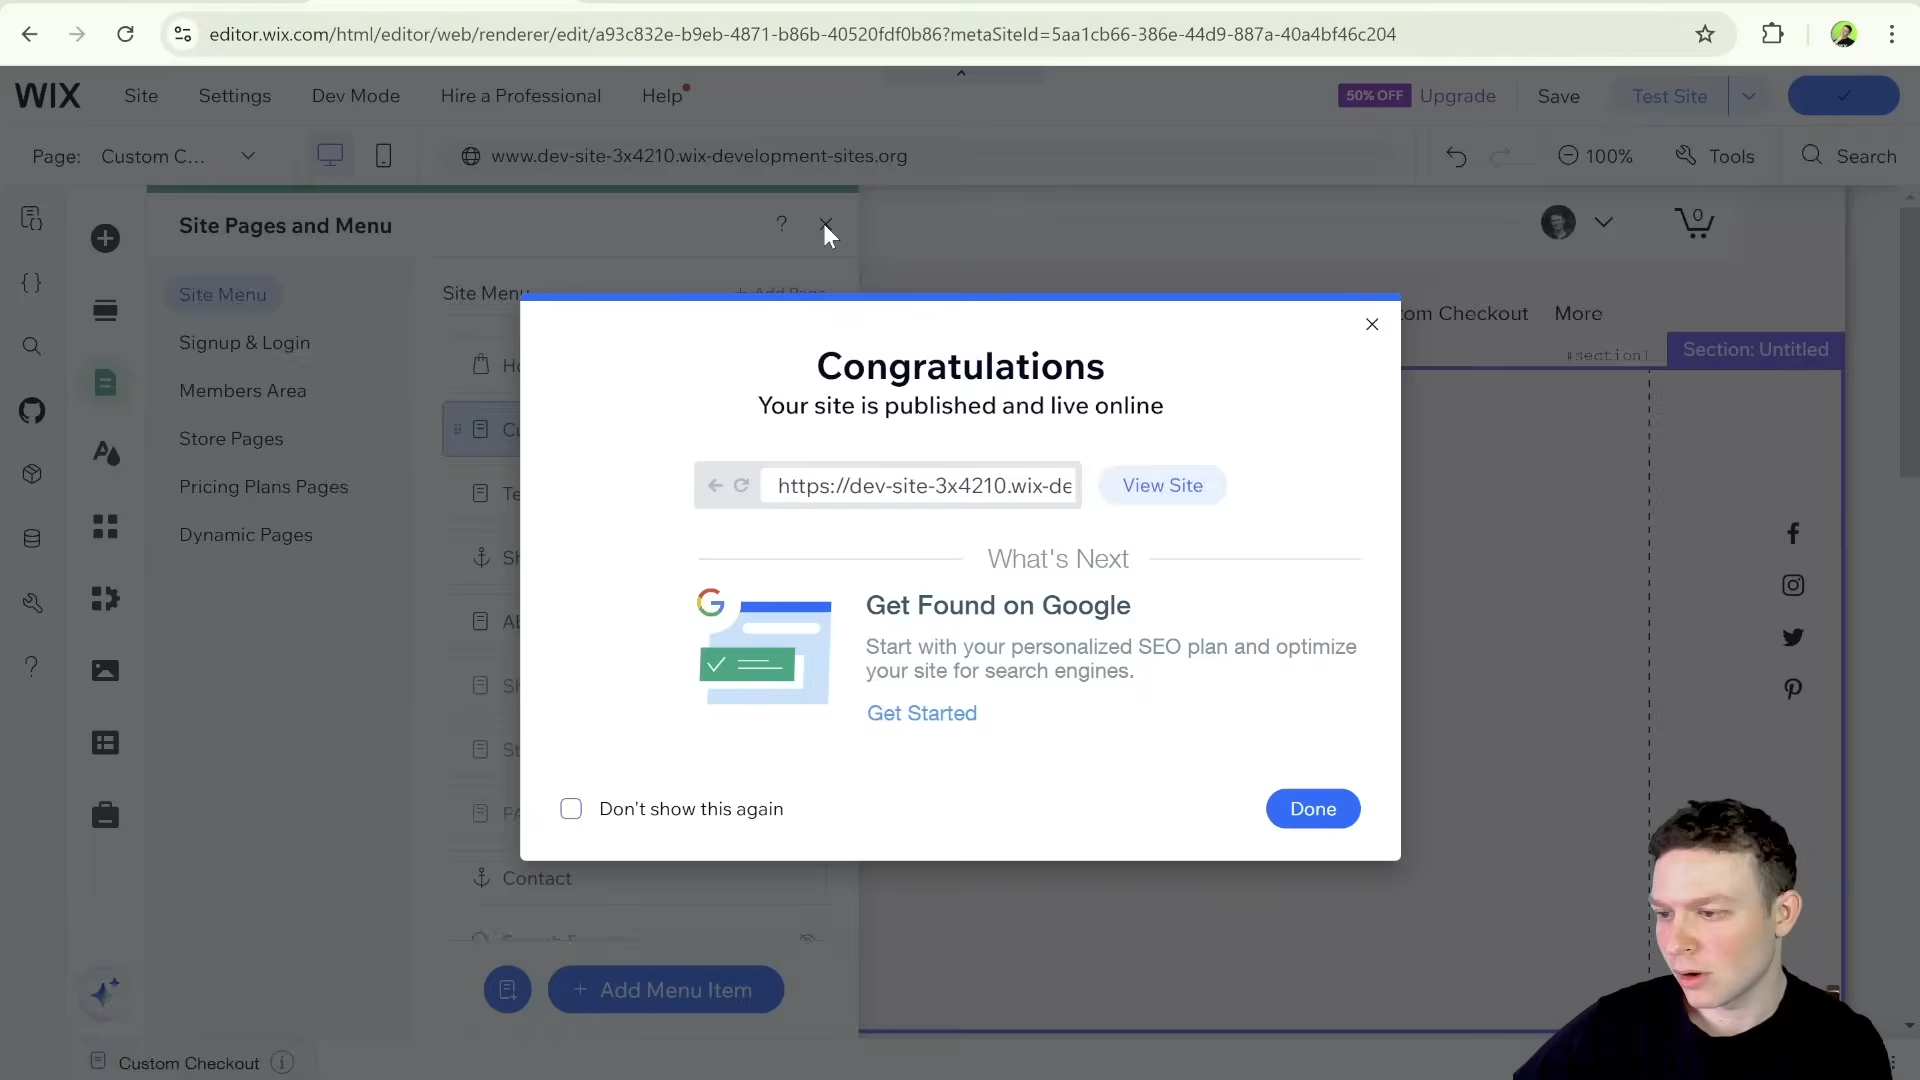 editor.wix.com/html/editor/web/renderer/edit/a93c832e-b9eb-4871-b86b-40520fdf0b86?metaSiteId=5aa1cb66-386e-44d9-887a-40a4bf46c204
WIX Site Settings Dev Mode Hire a Professional Help 50% OFF Upgrade Save Test Site
Page: Custom C... www.dev-site-3x4210.wix-development-sites.org 100% Tools Search
Site Pages and Menu ?
0
Site Menu
Signup & Login
Members Area
Store Pages
Pricing Plans Pages
Dynamic Pages
Site Menu
+ Add Page
Contact
+ Add Menu Item
Checkout More
#section1 Section: Untitled
Congratulations
Your site is published and live online
https://dev-site-3x4210.wix-de
View Site
What's Next
Get Found on Google
Start with your personalized SEO plan and optimize
your site for search engines.
Get Started
Don't show this again
Done
Custom Checkout